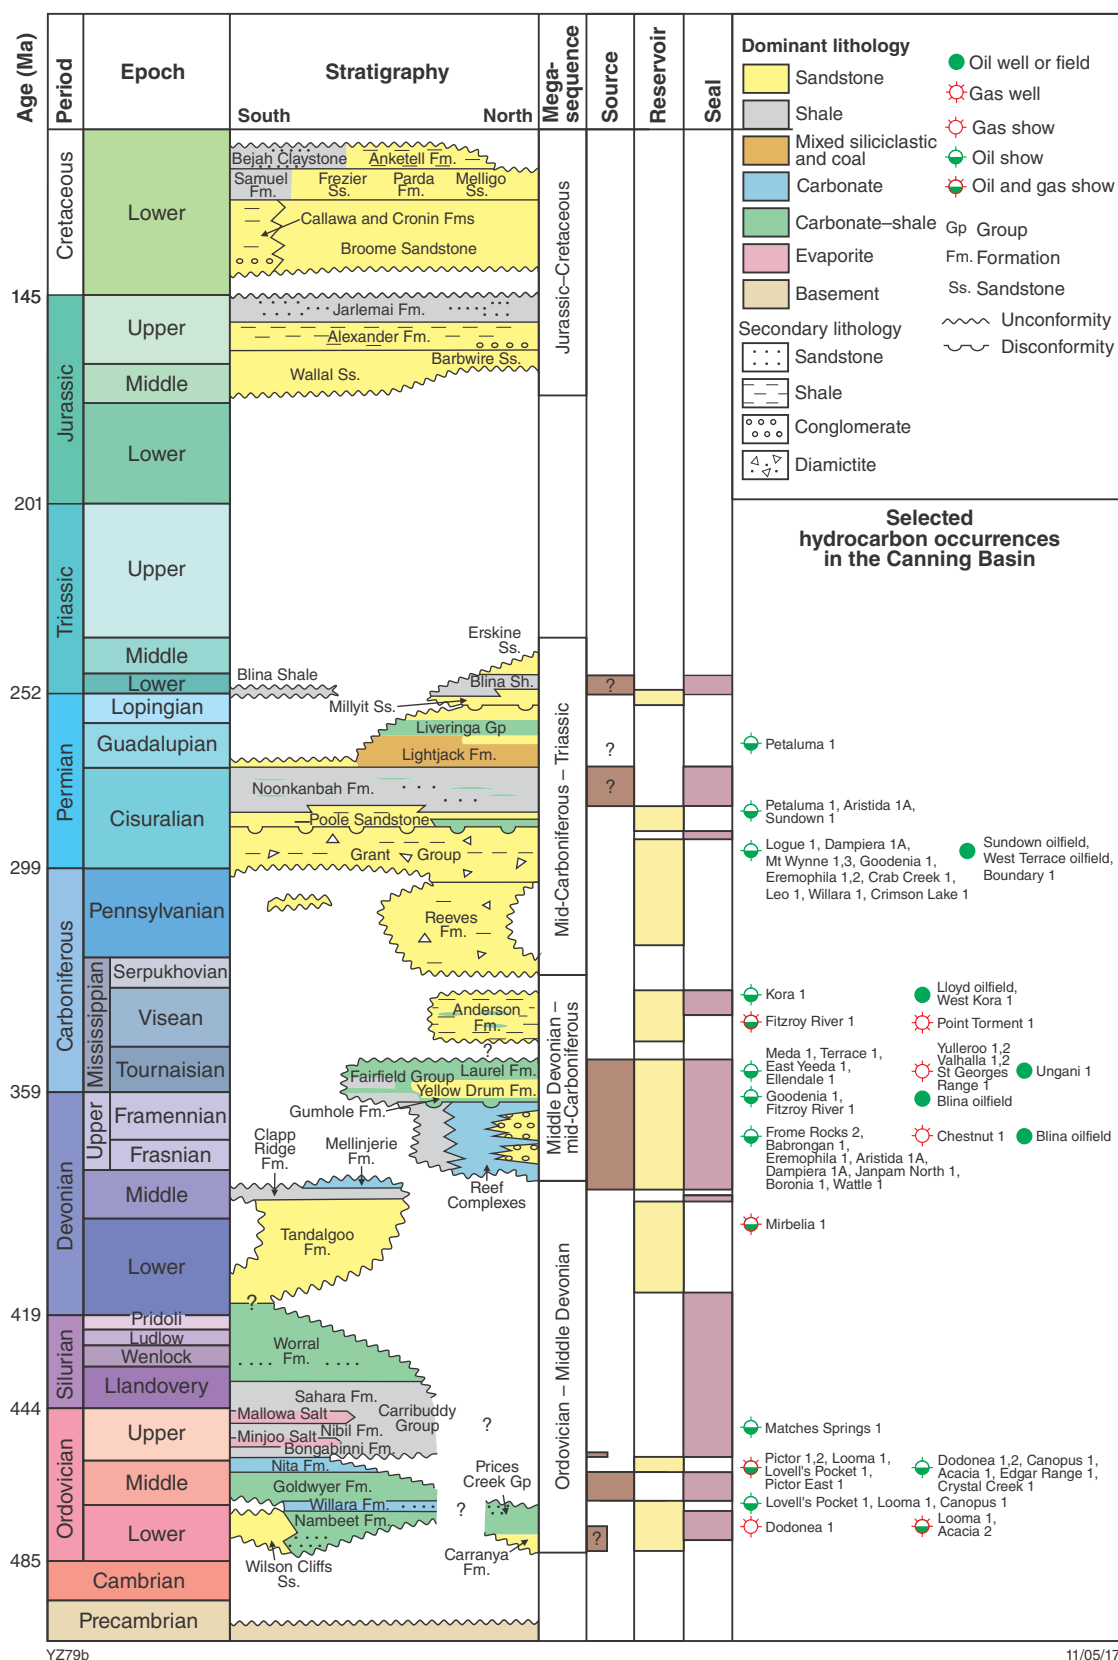 Age (Ma)
Period
Epoch
Stratigraphy
South
North
Mega-
sequence
Source
Reservoir
Seal
Dominant lithology
Sandstone
Shale
Mixed siliciclastic
and coal
Carbonate
Carbonate–shale
Evaporite
Basement
Secondary lithology
Sandstone
Shale
Conglomerate
Diamictite
Oil well or field
Gas well
Gas show
Oil show
Oil and gas show
Gp Group
Fm. Formation
Ss. Sandstone
Unconformity
Disconformity
Selected
hydrocarbon occurrences
in the Canning Basin
145
201
252
299
359
419
444
485
Cretaceous
Jurassic
Triassic
Permian
Carboniferous
Mississippian
Devonian
Upper
Silurian
Ordovician
Lower
Upper
Middle
Lower
Upper
Middle
Lower
Lopingian
Guadalupian
Cisuralian
Pennsylvanian
Serpukhovian
Visean
Tournaisian
Framennian
Frasnian
Middle
Lower
Pridoli
Ludlow
Wenlock
Llandovery
Upper
Middle
Lower
Cambrian
Precambrian
Bejah Claystone
Anketell Fm.
Samuel
Fm.
Frezier
Ss.
Parda
Fm.
Melligo
Ss.
Callawa and Cronin Fms
Broome Sandstone
Jarlemai Fm.
Alexander Fm.
Barbwire Ss.
Wallal Ss.
Erskine
Ss.
Blina Shale
Blina Sh.
Millyit Ss.
Liveringa Gp
Lightjack Fm.
Noonkanbah Fm.
Poole Sandstone
Grant Group
Reeves
Fm.
Anderson
Fm.
?
Laurel Fm.
Fairfield Group
Yellow Drum Fm.
Gumhole Fm.
Clapp
Ridge
Fm.
Mellinjerie
Fm.
Reef
Complexes
Tandalgoo
Fm.
?
Worral
Fm.
Sahara Fm.
Mallowa Salt
Carribuddy
Group
Nibil Fm.
Minjoo Salt
Bongabinni Fm.
?
Nita Fm.
Goldwyer Fm.
Prices
Creek Gp
Willara Fm.
?
Nambeet Fm.
Wilson Cliffs
Ss.
Carranya
Fm.
Jurassic–Cretaceous
Mid-Carboniferous – Triassic
Middle Devonian –
mid-Carboniferous
Ordovician – Middle Devonian
?
?
?
?
Petaluma 1
Petaluma 1, Aristida 1A,
Sundown 1
Logue 1, Dampiera 1A,
Mt Wynne 1,3, Goodenia 1,
Eremophila 1,2, Crab Creek 1,
Leo 1, Willara 1, Crimson Lake 1
Sundown oilfield,
West Terrace oilfield,
Boundary 1
Kora 1
Lloyd oilfield,
West Kora 1
Fitzroy River 1
Point Torment 1
Meda 1, Terrace 1,
East Yeeda 1,
Ellendale 1
Yulleroo 1,2
Valhalla 1,2
St Georges
Range 1
Ungani 1
Goodenia 1,
Fitzroy River 1
Blina oilfield
Frome Rocks 2,
Babrongan 1,
Eremophila 1, Aristida 1A,
Dampiera 1A, Janpam North 1,
Boronia 1, Wattle 1
Chestnut 1
Blina oilfield
Mirbelia 1
Matches Springs 1
Pictor 1,2, Looma 1,
Lovell's Pocket 1,
Pictor East 1
Dodonea 1,2, Canopus 1,
Acacia 1, Edgar Range 1,
Crystal Creek 1
Lovell's Pocket 1, Looma 1, Canopus 1
Dodonea 1
Looma 1,
Acacia 2
YZ79b
11/05/17